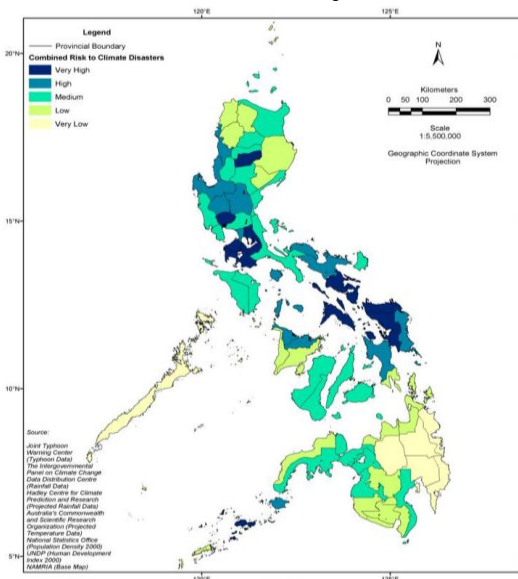 120°E
125°E
Legend
Provincial Boundary
Combined Risk to Climate Disasters
Very High
High
Medium
Low
Very Low
N
Kilometers
0 50 100 200 300
Scale
1:5,500,000
Geographic Coordinate System
Projection
20°N
15°N
10°N
5°N
Source:
Joint Typhoon
Warning Center
(Typhoon Data)
The Intergovernmental
Panel on Climate Change
Data Distribution Centre
(Rainfall Data)
Hadley Centre for Climate
Prediction and Research
(Projected Rainfall Data)
Australia's Commonwealth
and Scientific Research
Organization (Projected
Temperature Data)
National Statistics Office
(Population Density 2000)
UNDP (Human Development
Index 2000)
NAMRIA (Base Map)
120°E
125°E